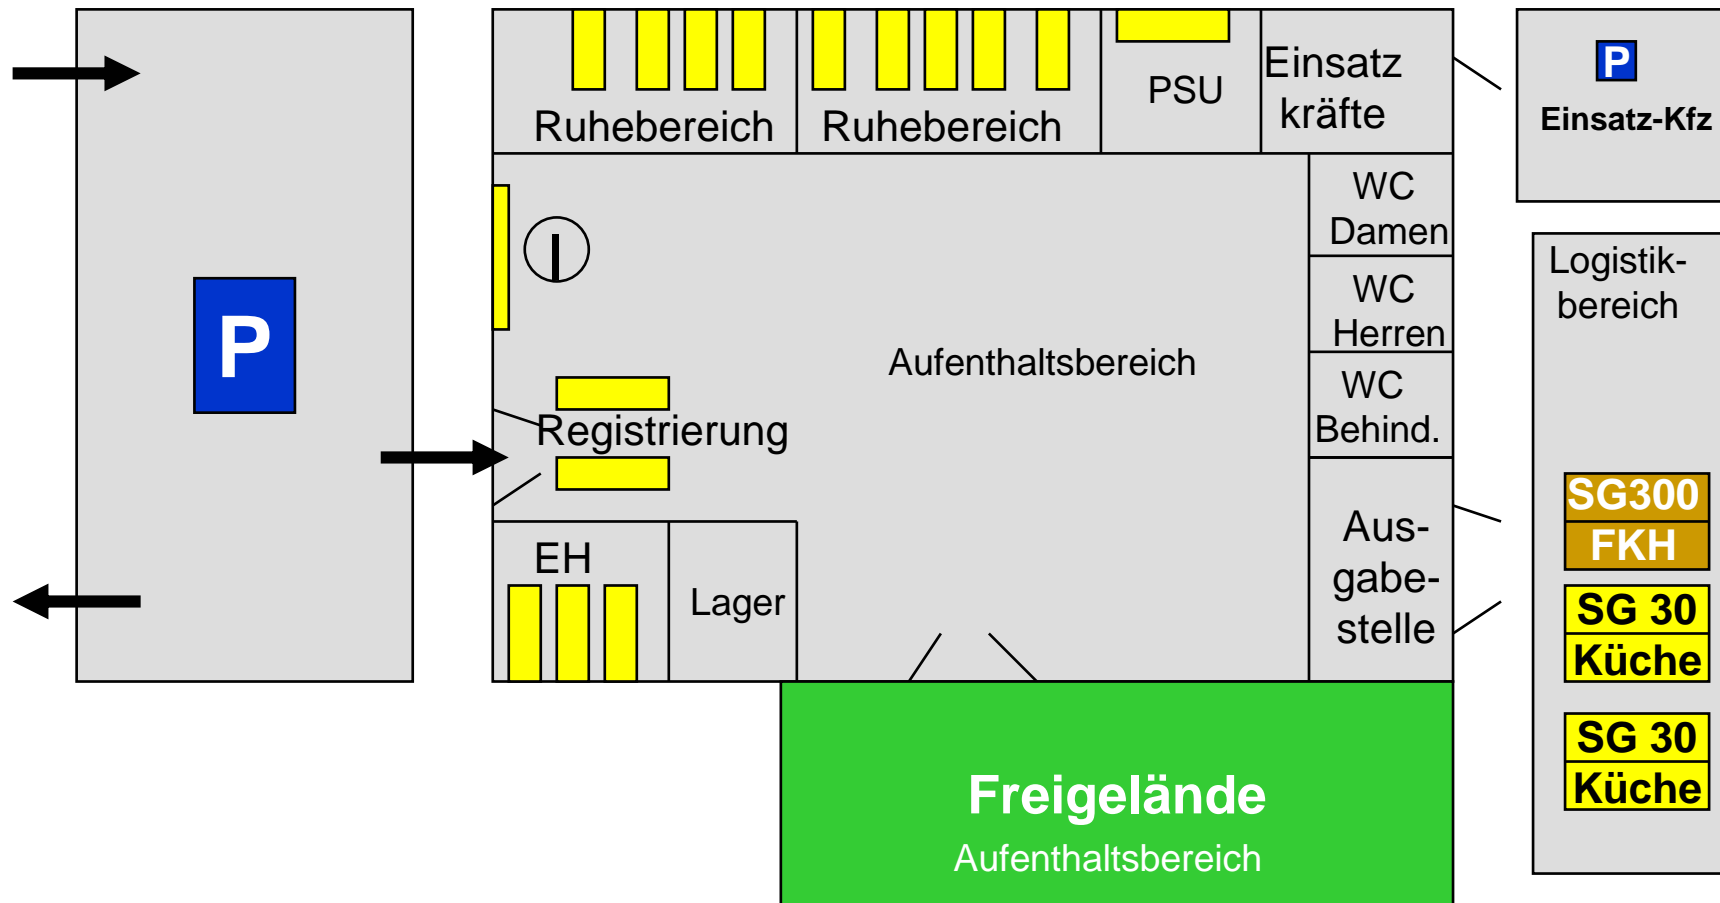 P
Ruhebereich
Ruhebereich
PSU
Einsatz
kräfte
P
Einsatz-Kfz
WC
Damen
WC
Herren
WC
Behind.
Aufenthaltsbereich
Registrierung
EH
Lager
Aus-
gabe-
stelle
Logistik-
bereich
SG300
FKH
SG 30
Küche
SG 30
Küche
Freigelände
Aufenthaltsbereich